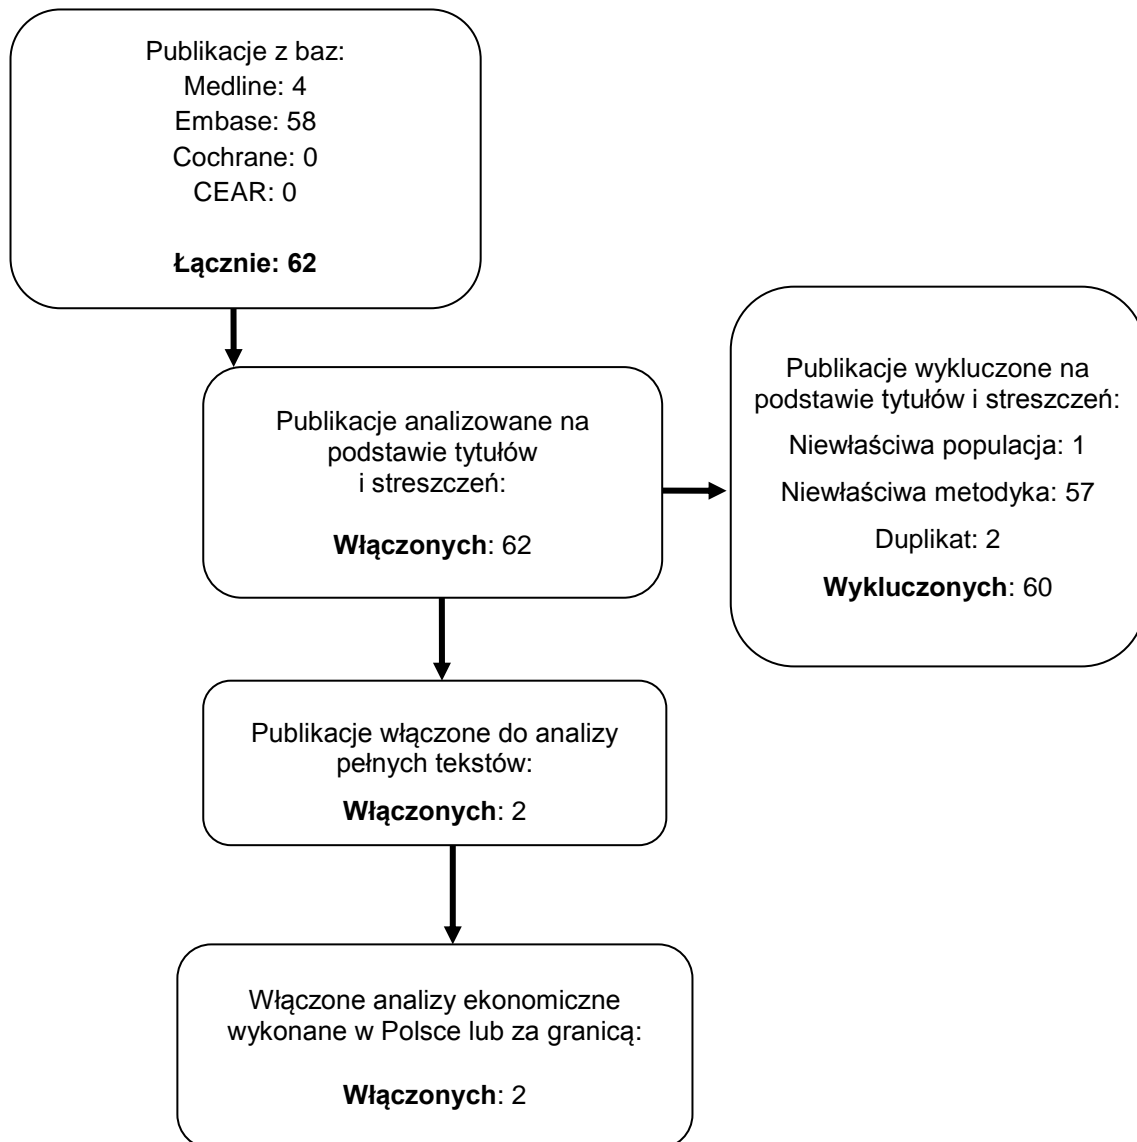 Publikacje z baz:
Medline: 4
Embase: 58
Cochrane: 0
CEAR: 0
Łącznie: 62
Publikacje analizowane na
podstawie tytułów
i streszczeń:
Włączonych: 62
Publikacje wykluczone na
podstawie tytułów i streszczeń:
Niewłaściwa populacja: 1
Niewłaściwa metodyka: 57
Duplikat: 2
Wykluczonych: 60
Publikacje włączone do analizy
pełnych tekstów:
Włączonych: 2
Włączone analizy ekonomiczne
wykonane w Polsce lub za granicą:
Włączonych: 2